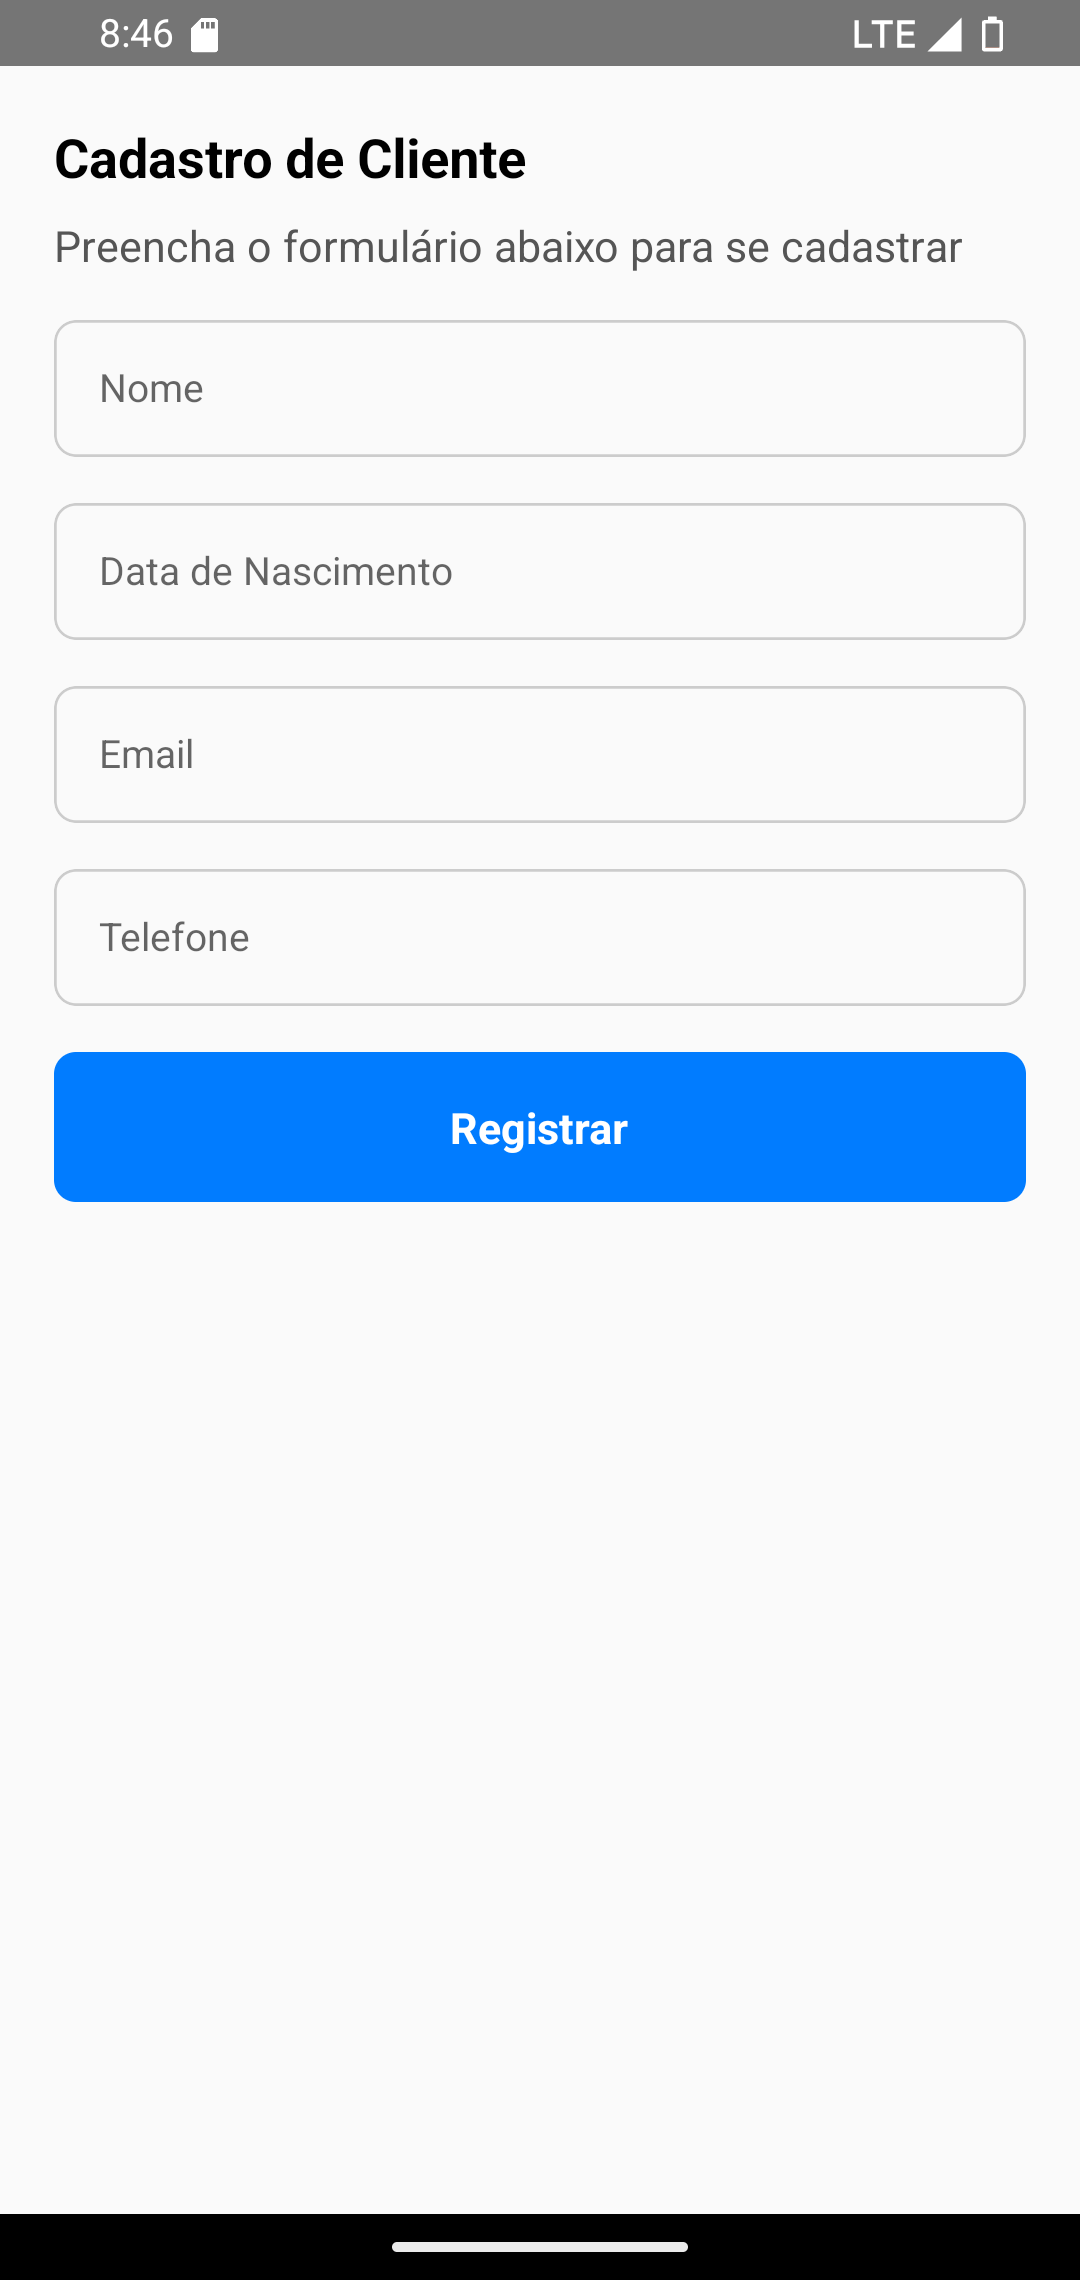 8:46
LTE
Cadastro de Cliente
Preencha o formulário abaixo para se cadastrar
Nome
Data de Nascimento
Email
Telefone
Registrar